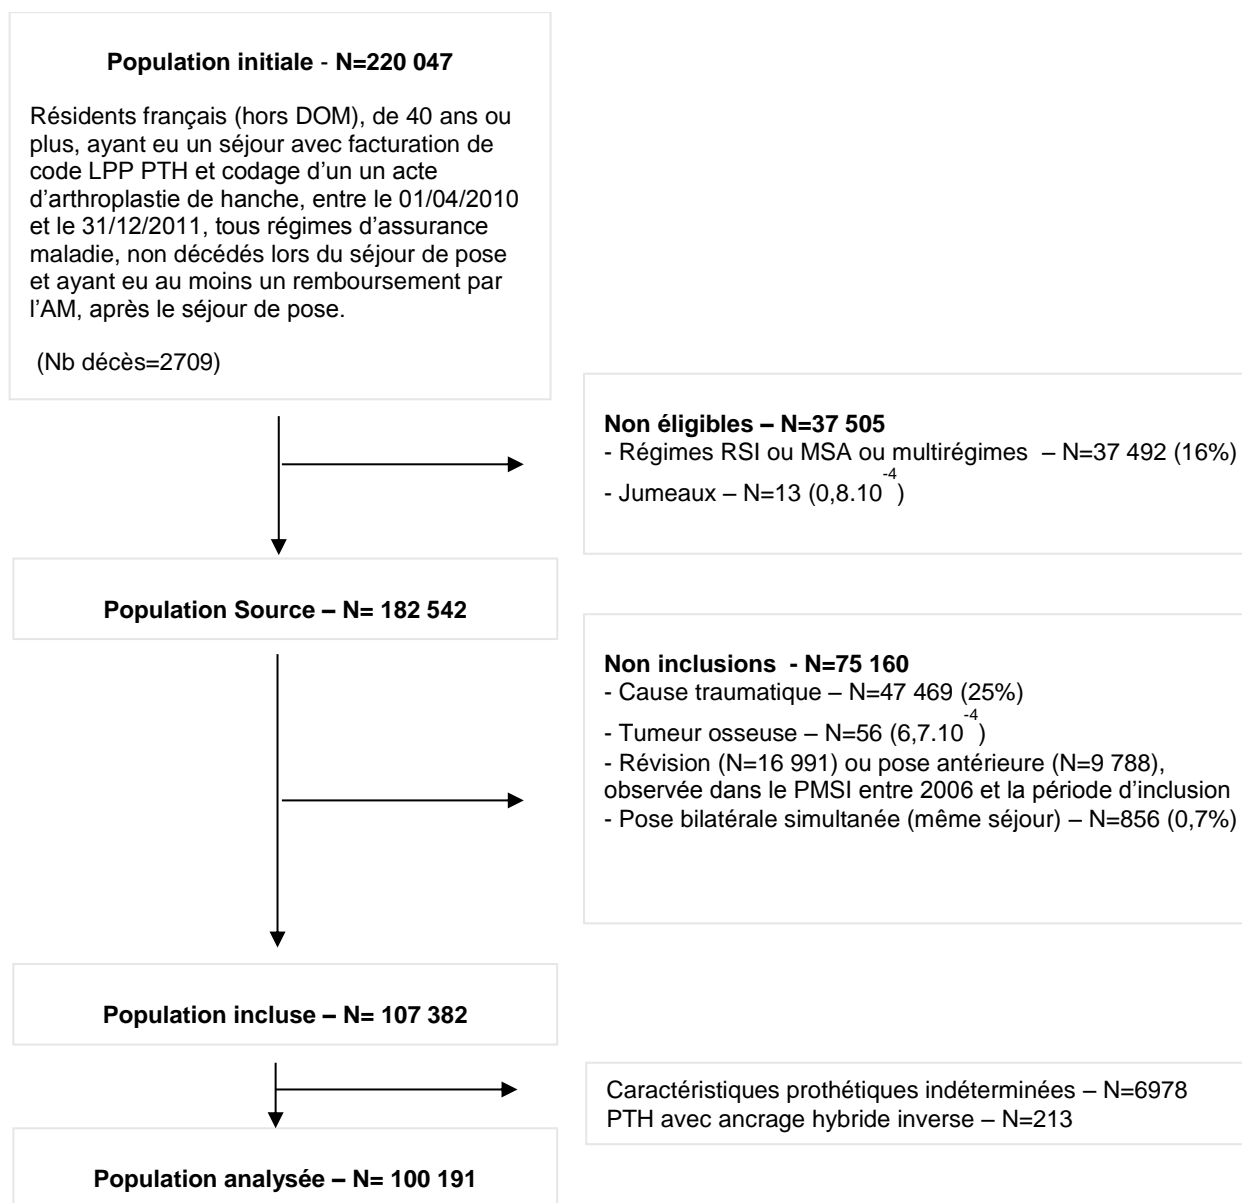 Population initiale - N=220 047
Résidents français (hors DOM), de 40 ans ou
plus, ayant eu un séjour avec facturation de
code LPP PTH et codage d'un un acte
d'arthroplastie de hanche, entre le 01/04/2010
et le 31/12/2011, tous régimes d'assurance
maladie, non décédés lors du séjour de pose
et ayant eu au moins un remboursement par
l'AM, après le séjour de pose.
(Nb décès=2709)
Non éligibles – N=37 505
- Régimes RSI ou MSA ou multirégimes – N=37 492 (16%)
- Jumeaux – N=13 (0,8.10⁻⁴)
Population Source – N= 182 542
Non inclusions - N=75 160
- Cause traumatique – N=47 469 (25%)
- Tumeur osseuse – N=56 (6,7.10⁻⁴)
- Révision (N=16 991) ou pose antérieure (N=9 788),
observée dans le PMSI entre 2006 et la période d'inclusion
- Pose bilatérale simultanée (même séjour) – N=856 (0,7%)
Population incluse – N= 107 382
Caractéristiques prothétiques indéterminées – N=6978
PTH avec ancrage hybride inverse – N=213
Population analysée – N= 100 191